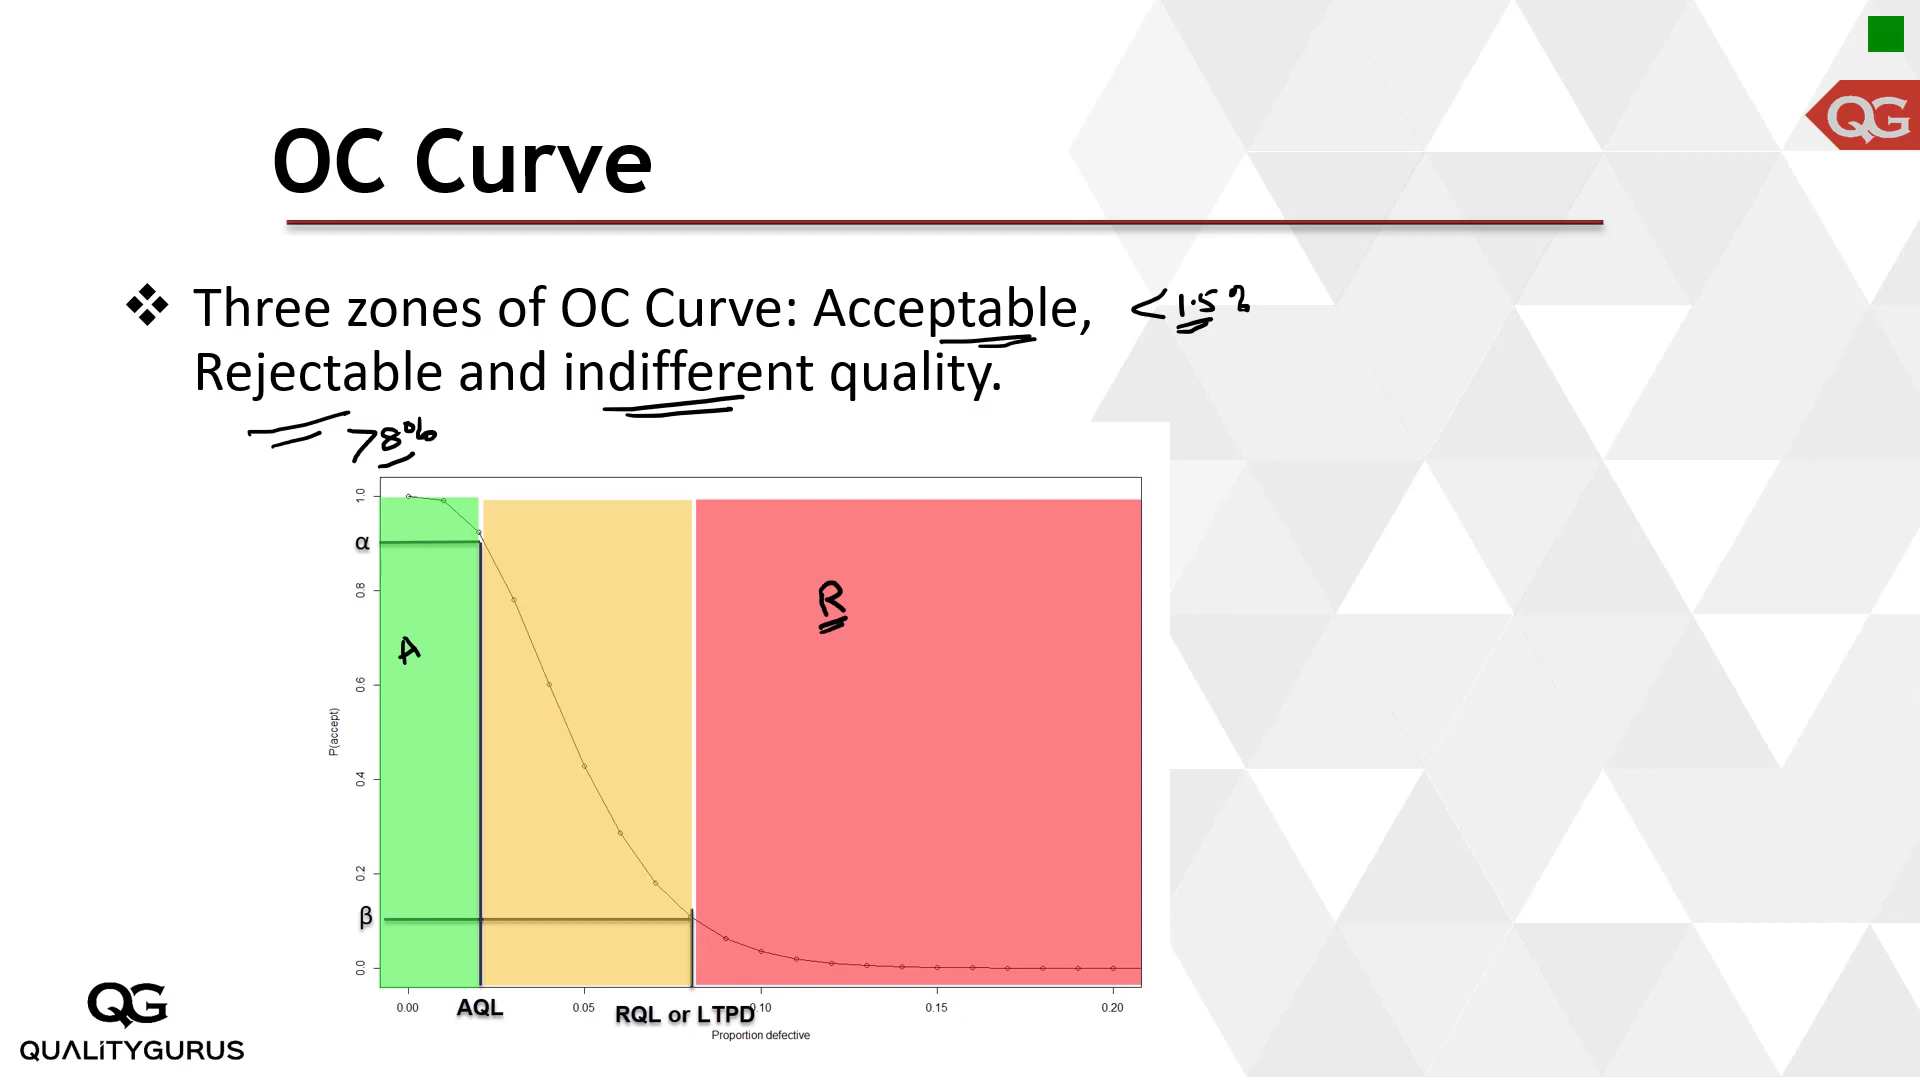 QG
OC Curve
❖ Three zones of OC Curve: Acceptable, <1.5%
Rejectable and indifferent quality.
>8%
1.0
α
0.8
R
A
0.6
P(accept)
0.4
0.2
β
0.0
0.00 0.05 0.10 0.15 0.20
AQL RQL or LTPD
Proportion defective
QG
QUALITYGURUS